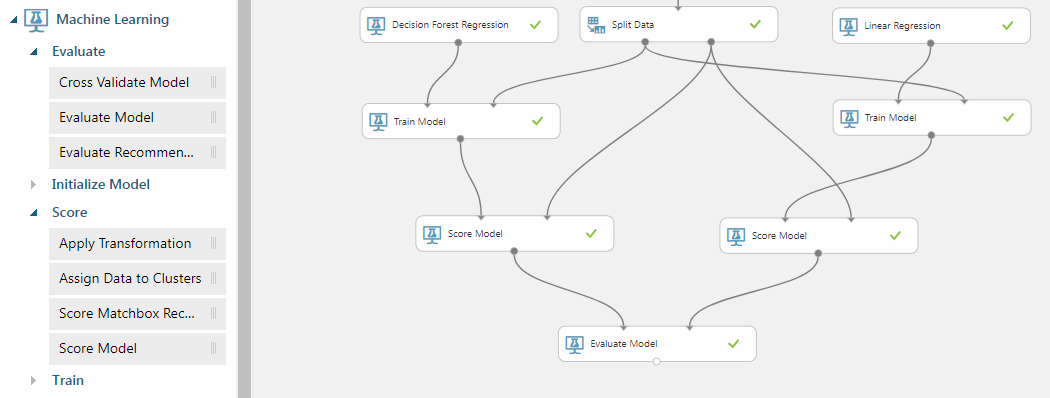 Machine Learning
Evaluate
Cross Validate Model
Evaluate Model
Evaluate Recommen...
Initialize Model
Score
Apply Transformation
Assign Data to Clusters
Score Matchbox Rec...
Score Model
Train
Decision Forest Regression
Split Data
Linear Regression
Train Model
Train Model
Score Model
Score Model
Evaluate Model